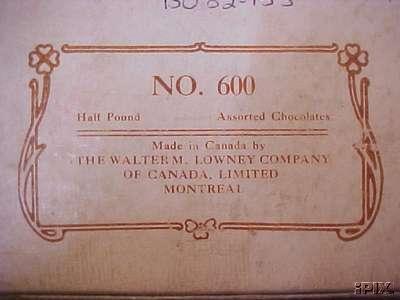 NO. 600
Half Pound Assorted Chocolates
Made in Canada by
THE WALTER M. LOWNEY COMPANY
OF CANADA, LIMITED
MONTREAL
iPIX